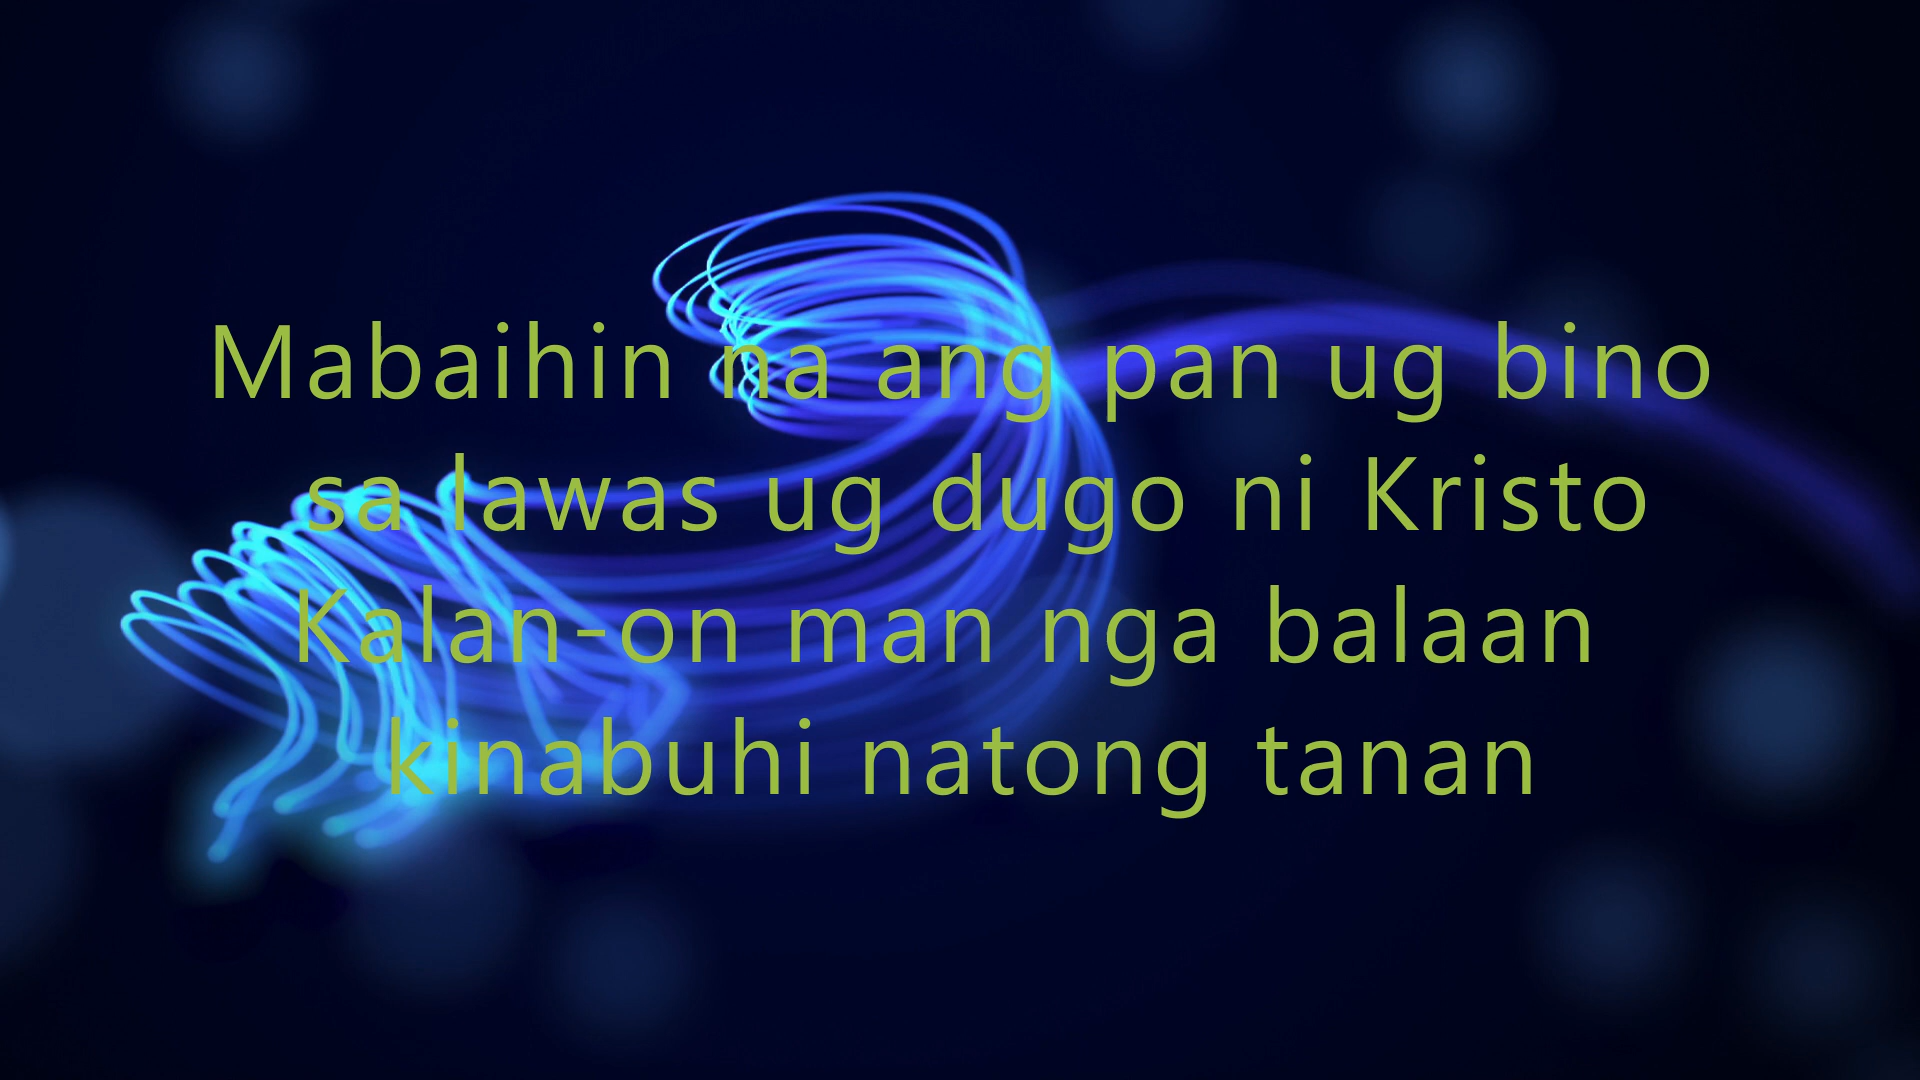 Mabaihin na ang pan ug bino
sa lawas ug dugo ni Kristo
Kalan-on man nga balaan
kinabuhi natong tanan